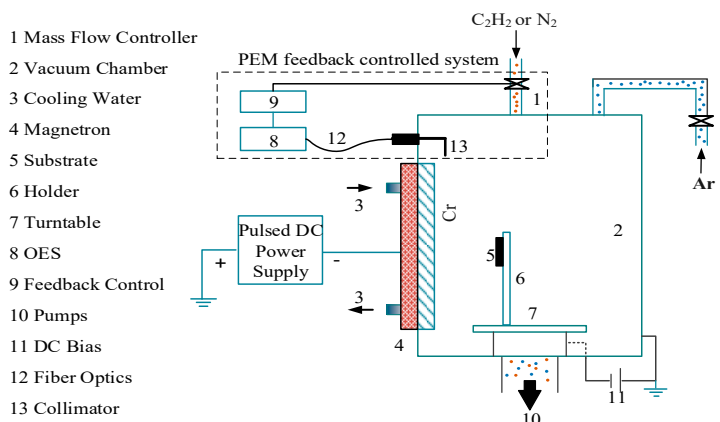 1 Mass Flow Controller
2 Vacuum Chamber
3 Cooling Water
4 Magnetron
5 Substrate
6 Holder
7 Turntable
8 OES
9 Feedback Control
10 Pumps
11 DC Bias
12 Fiber Optics
13 Collimator
C₂H₂ or N₂
PEM feedback controlled system
9
1
8
12
13
Ar
3
Cr
Pulsed DC
Power
Supply
+
-
2
5
6
3
7
4
11
10